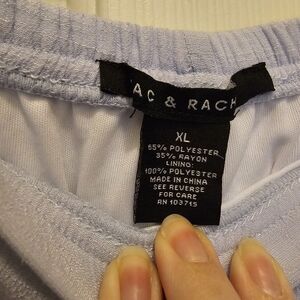 AC & RACH
XL
65% POLYESTER
35% RAYON
LINING:
100% POLYESTER
MADE IN CHINA
SEE REVERSE
FOR CARE
RN 103715